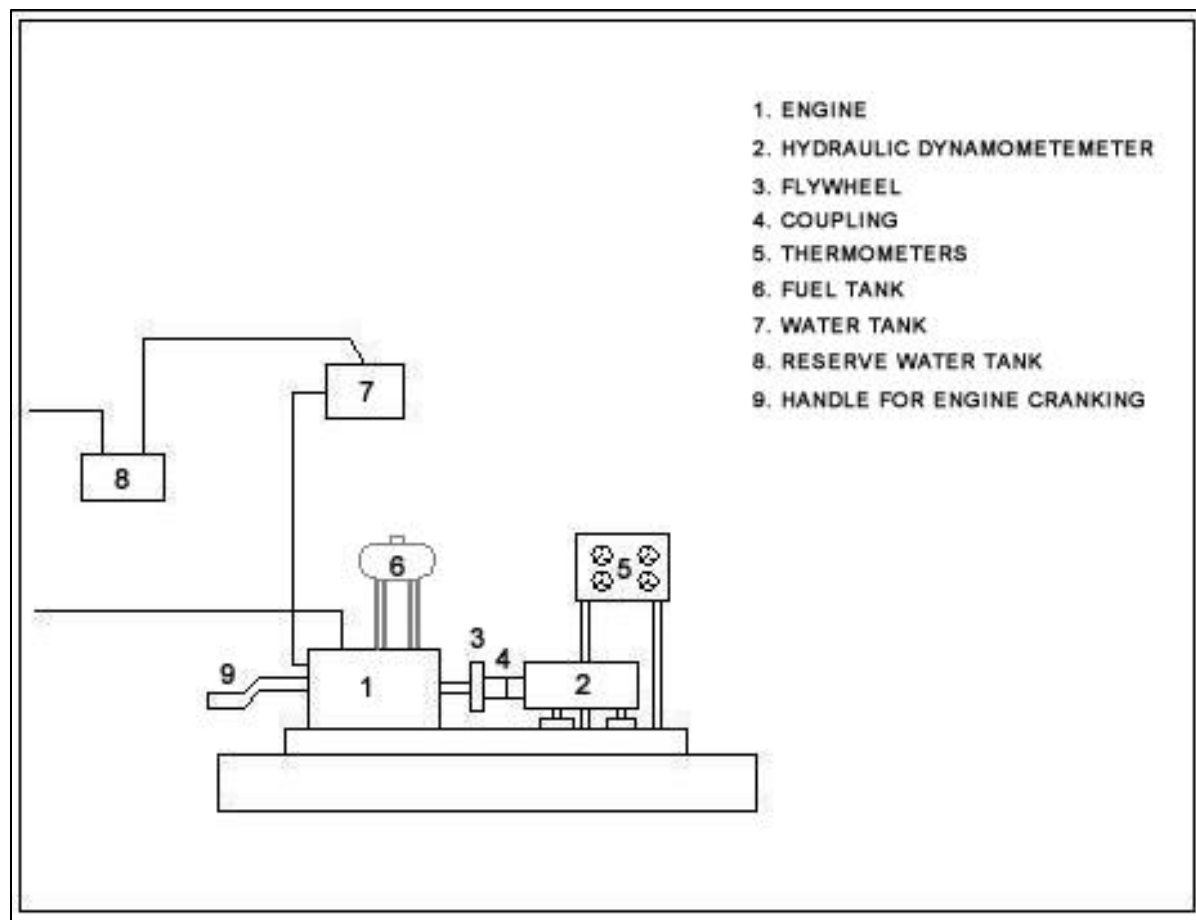 1. ENGINE
2. HYDRAULIC DYNAMOMETEMETER
3. FLYWHEEL
4. COUPLING
5. THERMOMETERS
6. FUEL TANK
7. WATER TANK
8. RESERVE WATER TANK
9. HANDLE FOR ENGINE CRANKING
7
8
6
5
3
4
9
1
2